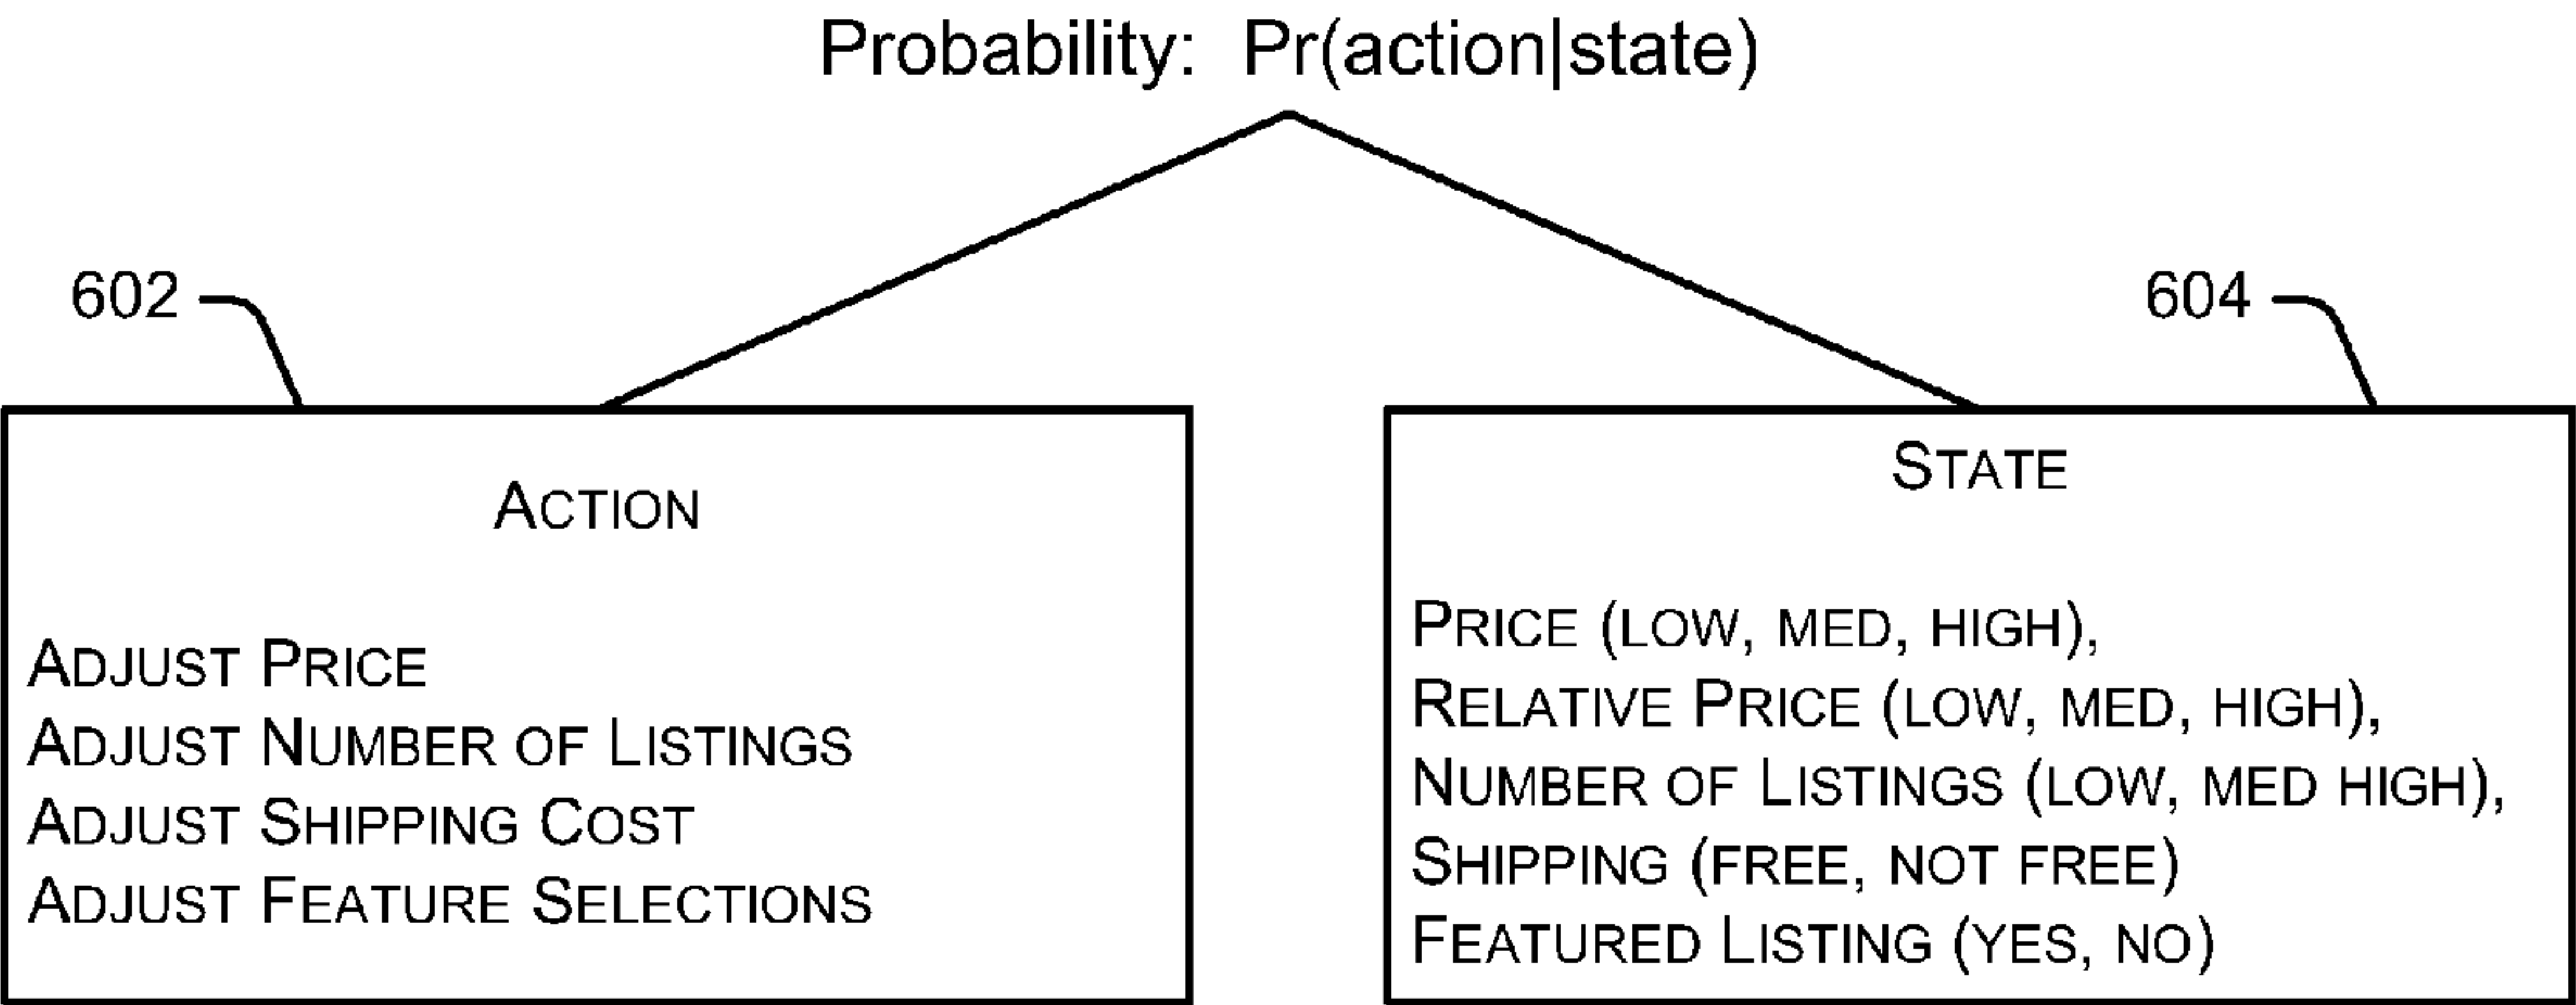 Probability: Pr(action|state)
602
604
ACTION
ADJUST PRICE
ADJUST NUMBER OF LISTINGS
ADJUST SHIPPING COST
ADJUST FEATURE SELECTIONS
STATE
PRICE (LOW, MED, HIGH),
RELATIVE PRICE (LOW, MED, HIGH),
NUMBER OF LISTINGS (LOW, MED HIGH),
SHIPPING (FREE, NOT FREE)
FEATURED LISTING (YES, NO)